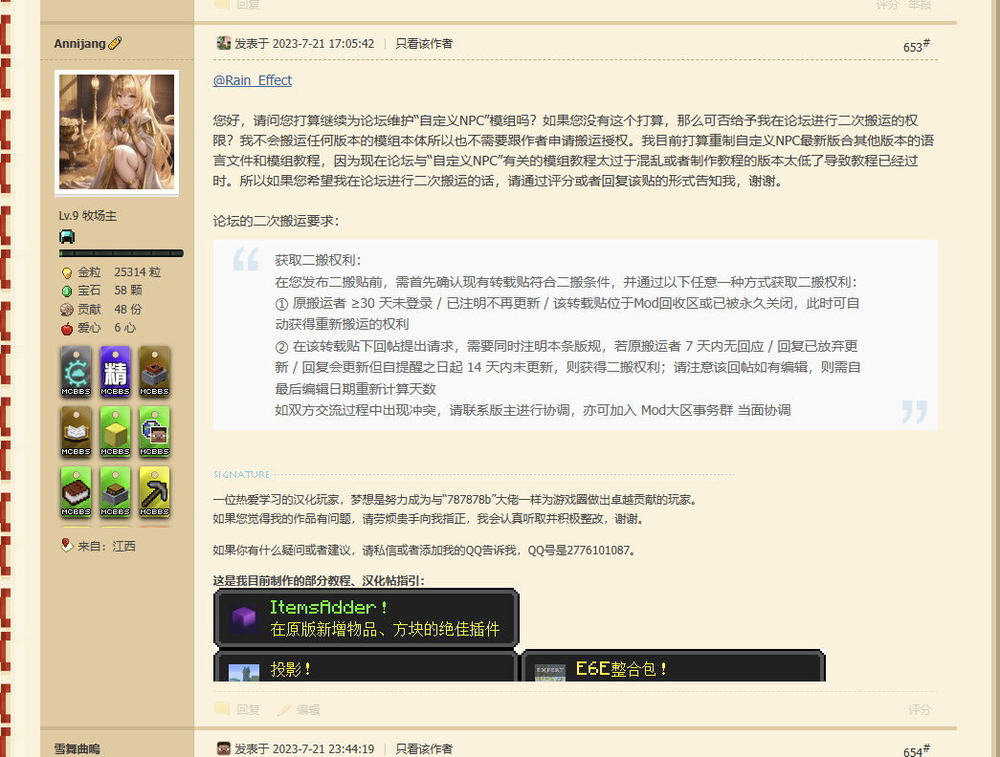 回复
评分 举报
Annijang
发表于 2023-7-21 17:05:42 | 只看该作者
653#
@Rain_Effect
您好，请问您打算继续为论坛维护“自定义NPC”模组吗？如果您没有这个打算，那么可否给予我在论坛进行二次搬运的权
限？我不会搬运任何版本的模组本体所以也不需要跟作者申请搬运授权。我目前打算重制自定义NPC最新版合其他版本的语
言文件和模组教程，因为现在论坛与“自定义NPC”有关的模组教程太过于混乱或者制作教程的版本太低了导致教程已经过
时。所以如果您希望我在论坛进行二次搬运的话，请通过评分或者回复该贴的形式告知我，谢谢。
论坛的二次搬运要求：
获取二搬权利：
在您发布二搬贴前，需首先确认现有转载贴符合二搬条件，并通过以下任意一种方式获取二搬权利：
① 原搬运者 ≥30 天未登录 / 已注明不再更新 / 该转载贴位于Mod回收区或已被永久关闭，此时可自
动获得重新搬运的权利
② 在该转载贴下回帖提出请求，需要同时注明本条版规，若原搬运者 7 天内无回应 / 回复已放弃更
新 / 回复会更新但自提醒之日起 14 天内未更新，则获得二搬权利；请注意该回帖如有编辑，则需自
最后编辑日期重新计算天数
如双方交流过程中出现冲突，请联系版主进行协调，亦可加入 Mod大区事务群 当面协调
Lv.9 牧场主
金粒 25314 粒
宝石 58 颗
贡献 48 份
爱心 6 心
MCBBS
精 MCBBS
MCBBS
MCBBS
MCBBS
MCBBS
MCBBS
MCBBS
MCBBS
来自：江西
SIGNATURE
一位热爱学习的汉化玩家，梦想是努力成为与“787878b”大佬一样为游戏圈做出卓越贡献的玩家。
如果您觉得我的作品有问题，请劳烦贵手向我指正，我会认真听取并积极整改，谢谢。
如果你有什么疑问或者建议，请私信或者添加我的QQ告诉我，QQ号是2776101087。
这是我目前制作的部分教程、汉化帖指引：
ItemsAdder！
在原版新增物品、方块的绝佳插件
投影！
EXPERT
E6E整合包！
回复 编辑
评分
雪舞曲鳴
发表于 2023-7-21 23:44:19 | 只看该作者
654#